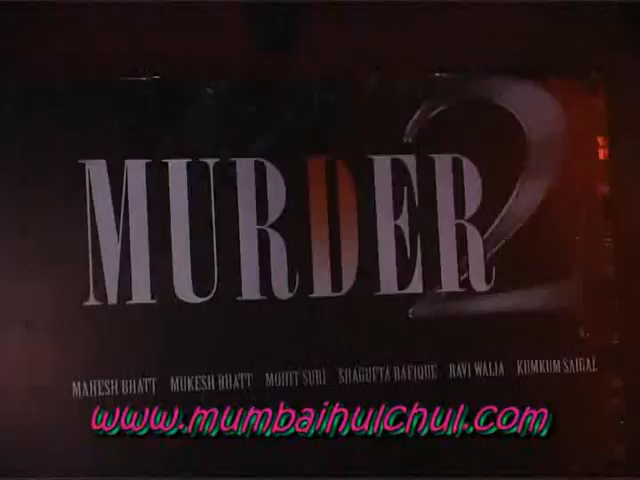 MURDER 2
MAHESH BHATT MUKESH BHATT MOHIT SURI SHAGUFTA RAFIQUE RAVI WALIA KUMKUM SAIGAL
www.mumbaihulchul.com